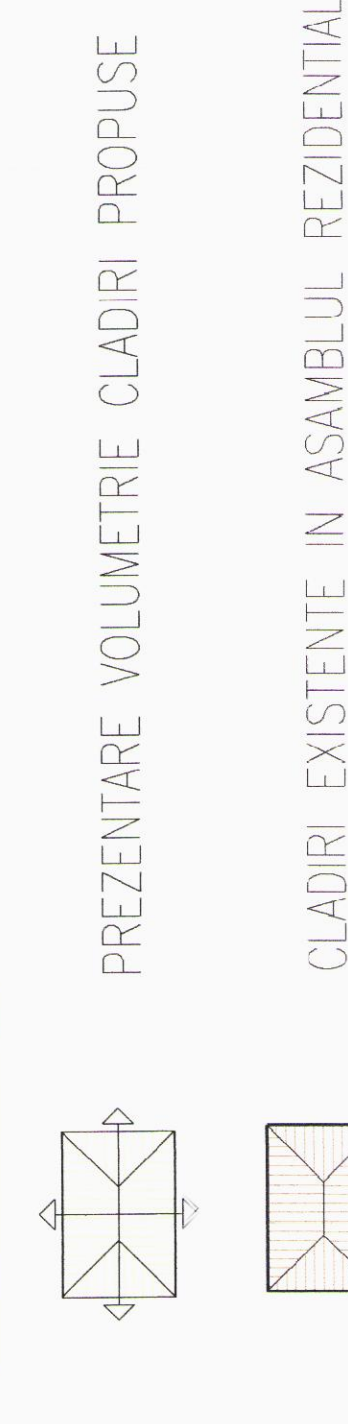 PREZENTARE VOLUMETRIE CLADIRI PROPUSE
CLADIRI EXISTENTE IN ASAMBLUL REZIDENTIAL